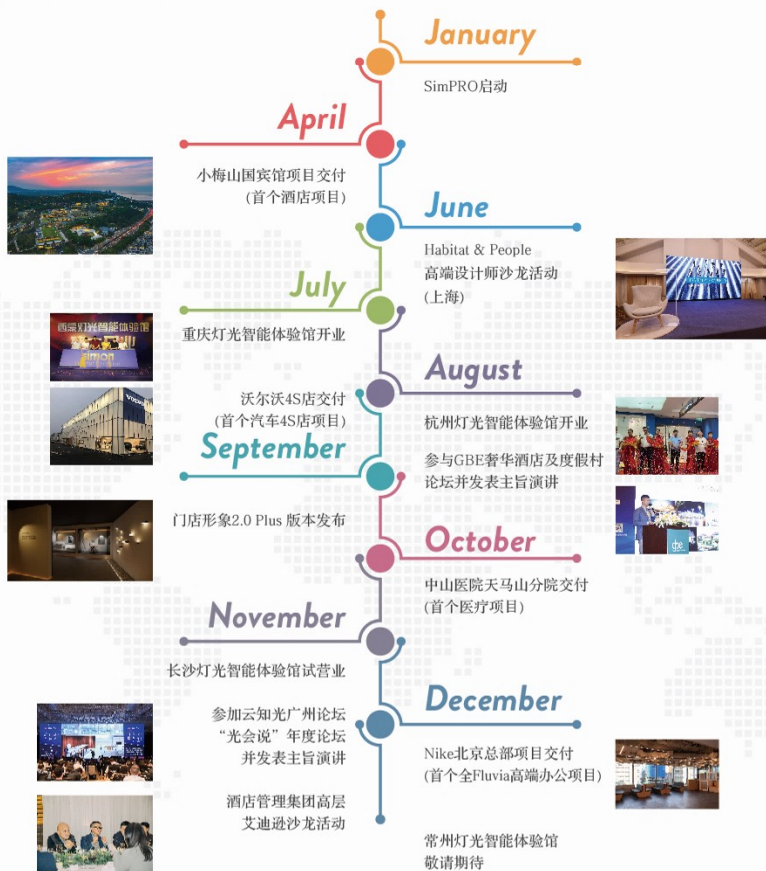 January
SimPRO启动
April
小梅山国宾馆项目交付
(首个酒店项目)
June
Habitat & People
高端设计师沙龙活动
(上海)
July
重庆灯光智能体验馆开业
August
杭州灯光智能体验馆开业
参与GBE奢华酒店及度假村
论坛并发表主旨演讲
沃尔沃4S店交付
(首个汽车4S店项目)
September
门店形象2.0 Plus 版本发布
October
中山医院天马山分院交付
(首个医疗项目)
November
长沙灯光智能体验馆试营业
参加云知光广州论坛
“光会说”年度论坛
并发表主旨演讲
酒店管理集团高层
艾迪逊沙龙活动
December
Nike北京总部项目交付
(首个全Fluvia高端办公项目)
常州灯光智能体验馆
敬请期待
VOLVO
gbe